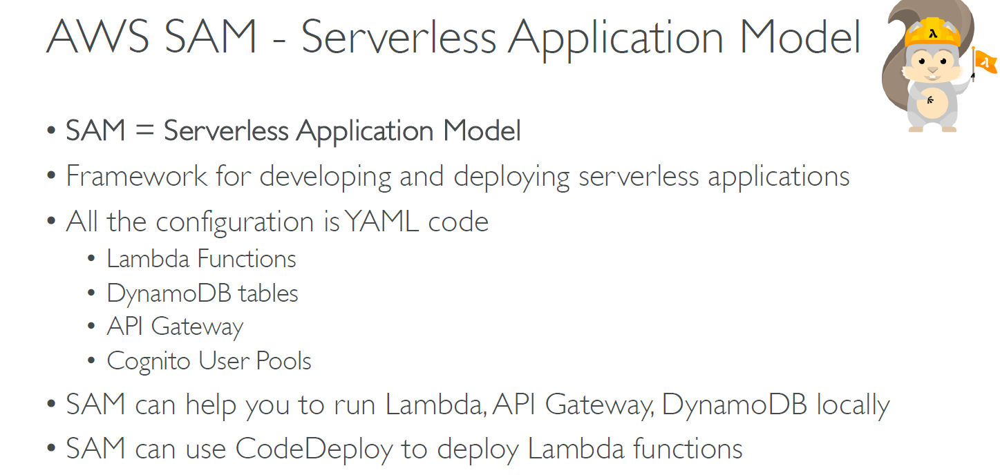 AWS SAM - Serverless Application Model
• SAM = Serverless Application Model
• Framework for developing and deploying serverless applications
• All the configuration is YAML code
• Lambda Functions
• DynamoDB tables
• API Gateway
• Cognito User Pools
• SAM can help you to run Lambda, API Gateway, DynamoDB locally
• SAM can use CodeDeploy to deploy Lambda functions